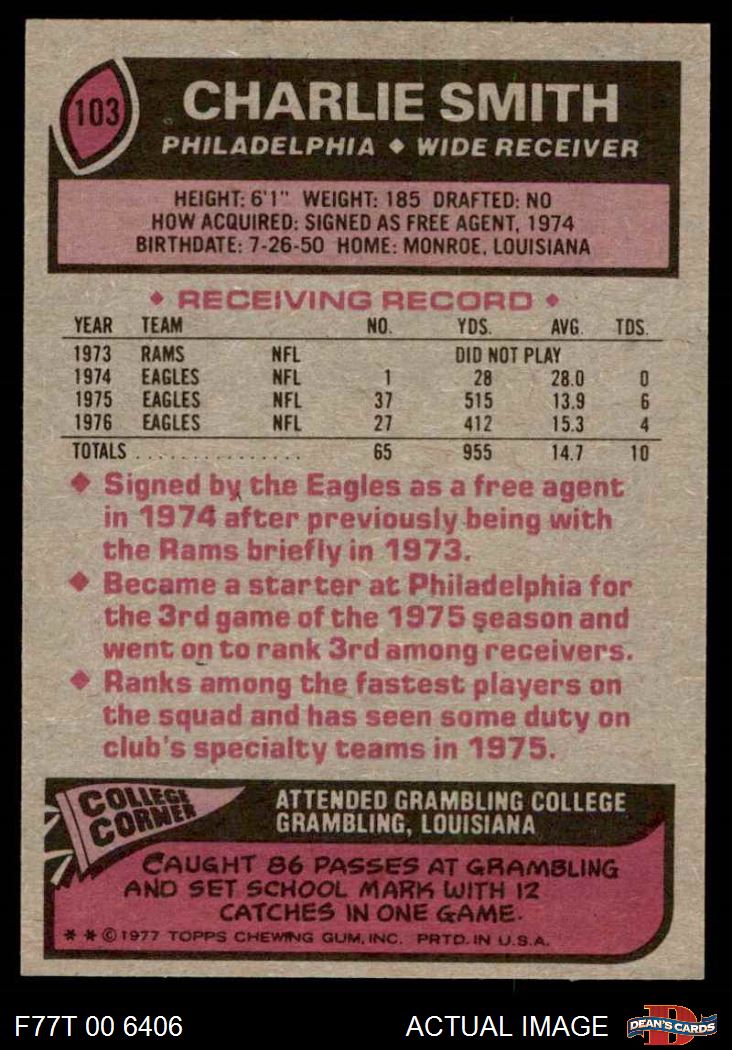 103
CHARLIE SMITH
PHILADELPHIA ◆ WIDE RECEIVER
HEIGHT: 6'1" WEIGHT: 185 DRAFTED: NO
HOW ACQUIRED: SIGNED AS FREE AGENT, 1974
BIRTHDATE: 7-26-50 HOME: MONROE, LOUISIANA
◆ RECEIVING RECORD ◆
YEAR TEAM NO. YDS. AVG. TDS.
1973 RAMS NFL DID NOT PLAY
1974 EAGLES NFL 1 28 28.0 0
1975 EAGLES NFL 37 515 13.9 6
1976 EAGLES NFL 27 412 15.3 4
TOTALS . . . . . . . . . . . . . . . 65 955 14.7 10
◆ Signed by the Eagles as a free agent
in 1974 after previously being with
the Rams briefly in 1973.
◆ Became a starter at Philadelphia for
the 3rd game of the 1975 season and
went on to rank 3rd among receivers.
◆ Ranks among the fastest players on
the squad and has seen some duty on
club's specialty teams in 1975.
COLLEGE
CORNER
ATTENDED GRAMBLING COLLEGE
GRAMBLING, LOUISIANA
CAUGHT 86 PASSES AT GRAMBLING
AND SET SCHOOL MARK WITH 12
CATCHES IN ONE GAME.
* * © 1977 TOPPS CHEWING GUM, INC. PRTD. IN U.S.A.
F77T 00 6406
ACTUAL IMAGE
D
DEAN'S CARDS